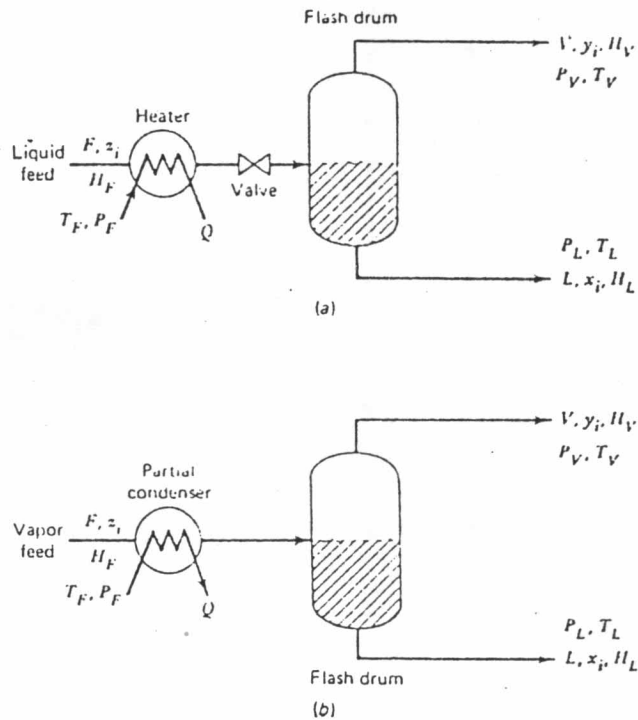 Flash drum
V, y_i, H_V
P_V, T_V
Heater
Liquid feed
F, z_i
H_F
Valve
T_F, P_F
Q
P_L, T_L
L, x_i, H_L
(a)
V, y_i, H_V
P_V, T_V
Partial
condenser
Vapor
feed
F, z_i
H_F
T_F, P_F
Q
P_L, T_L
L, x_i, H_L
Flash drum
(b)